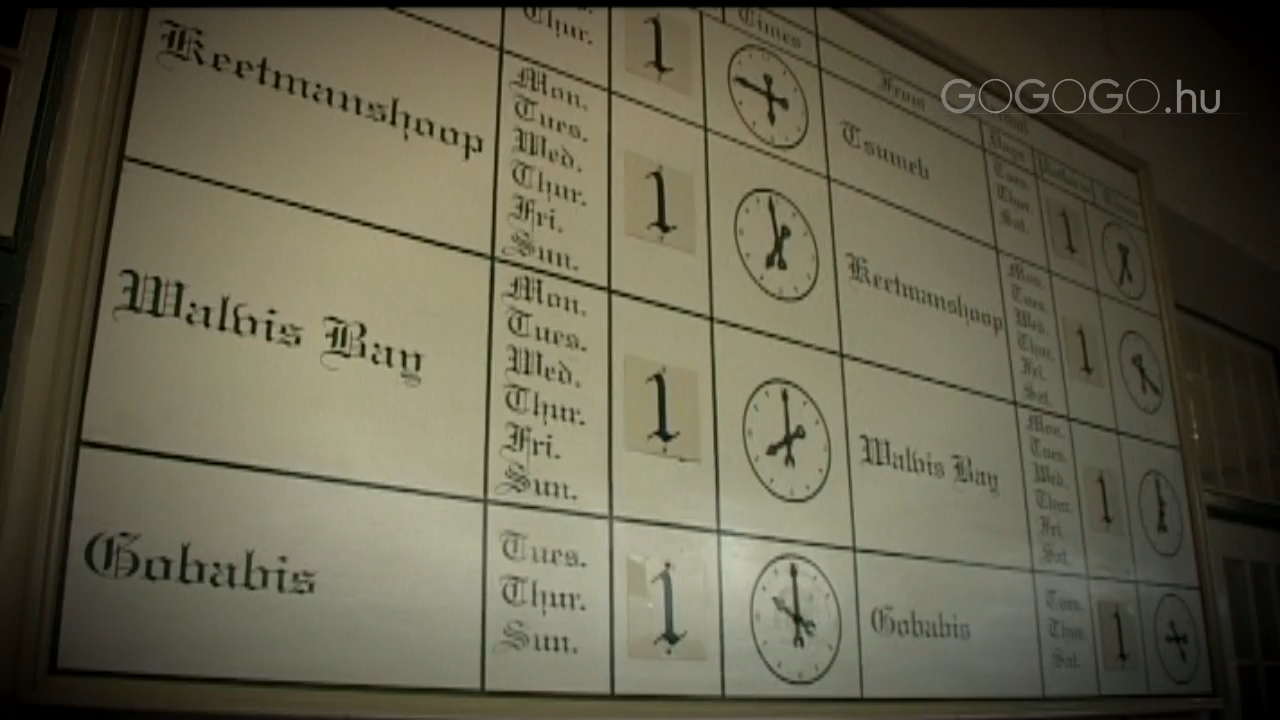 GOGOGO.hu
Thur.
1
Times
From
Keetmanshoop
Mon.
Tues.
Wed.
Thur.
Fri.
Sun.
1
Tsumeb
Days
Tues.
Thur.
Sat.
1
Walvis Bay
Mon.
Tues.
Wed.
Thur.
Fri.
Sun.
1
Keetmanshoop
Mon.
Tues.
Wed.
Thur.
Fri.
Sat.
1
Gobabis
Tues.
Thur.
Sun.
1
Walvis Bay
Mon.
Tues.
Wed.
Thur.
Fri.
Sat.
1
Gobabis
Tues.
Thur.
Sat.
1